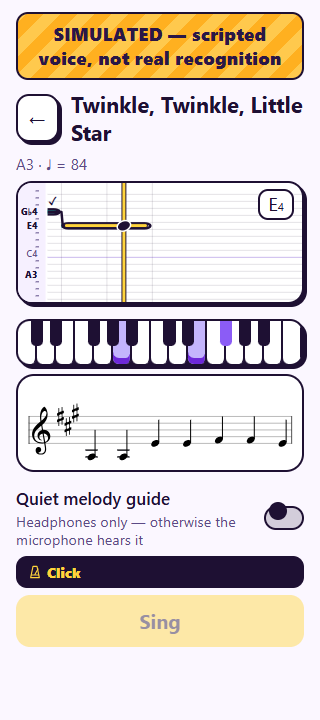 SIMULATED — scripted
voice, not real recognition
←
Twinkle, Twinkle, Little
Star
A3 · ♩ = 84
✓
G♭4
E4
C4
A3
E4
Quiet melody guide
Headphones only — otherwise the
microphone hears it
Click
Sing